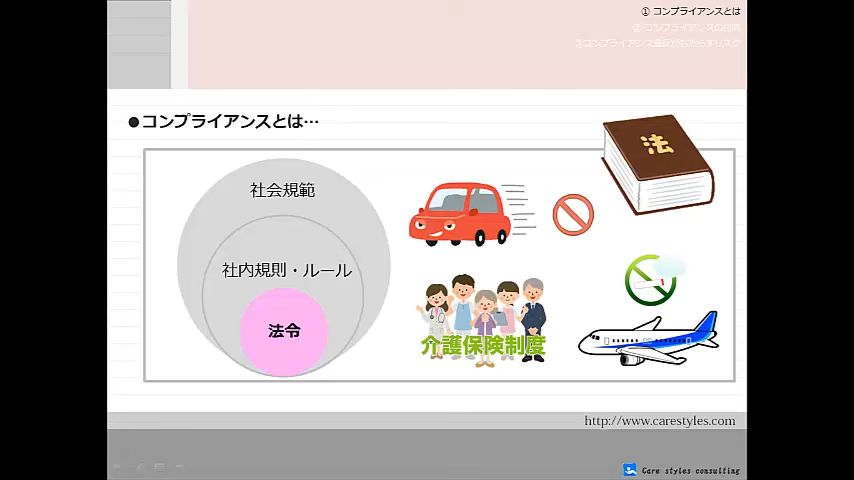 ① コンプライアンスとは
② コンプライアンスの目的
③コンプライアンス違反がもたらすリスク
●コンプライアンスとは…
法
社会規範
社内規則・ルール
法令
介護保険制度
http://www.carestyles.com
Care styles consulting